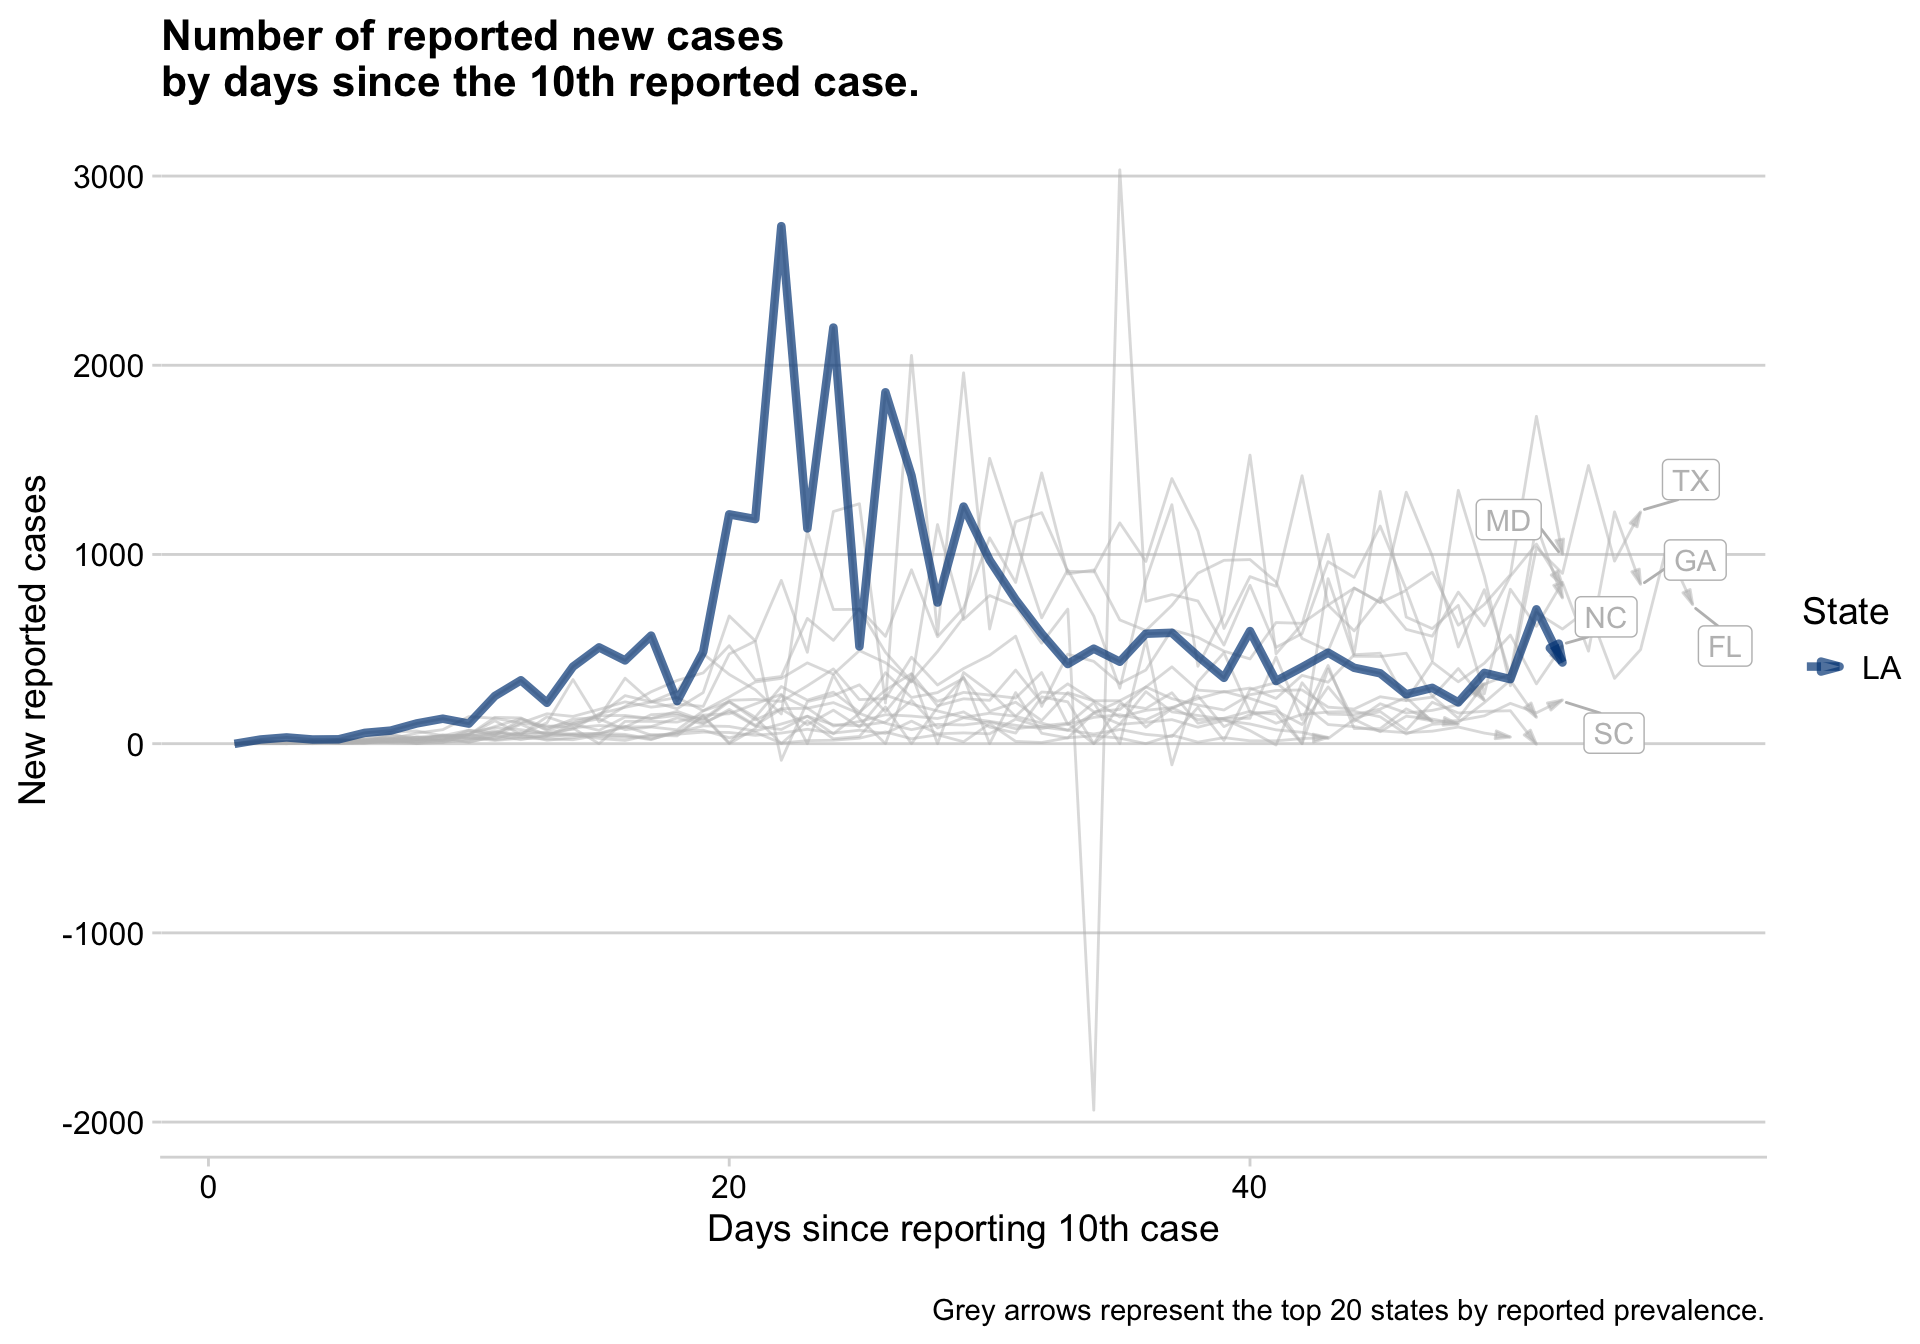 Number of reported new cases
by days since the 10th reported case.
New reported cases
3000
2000
1000
0
-1000
-2000
TX
MD
GA
NC
FL
SC
State
LA
0
20
40
Days since reporting 10th case
Grey arrows represent the top 20 states by reported prevalence.